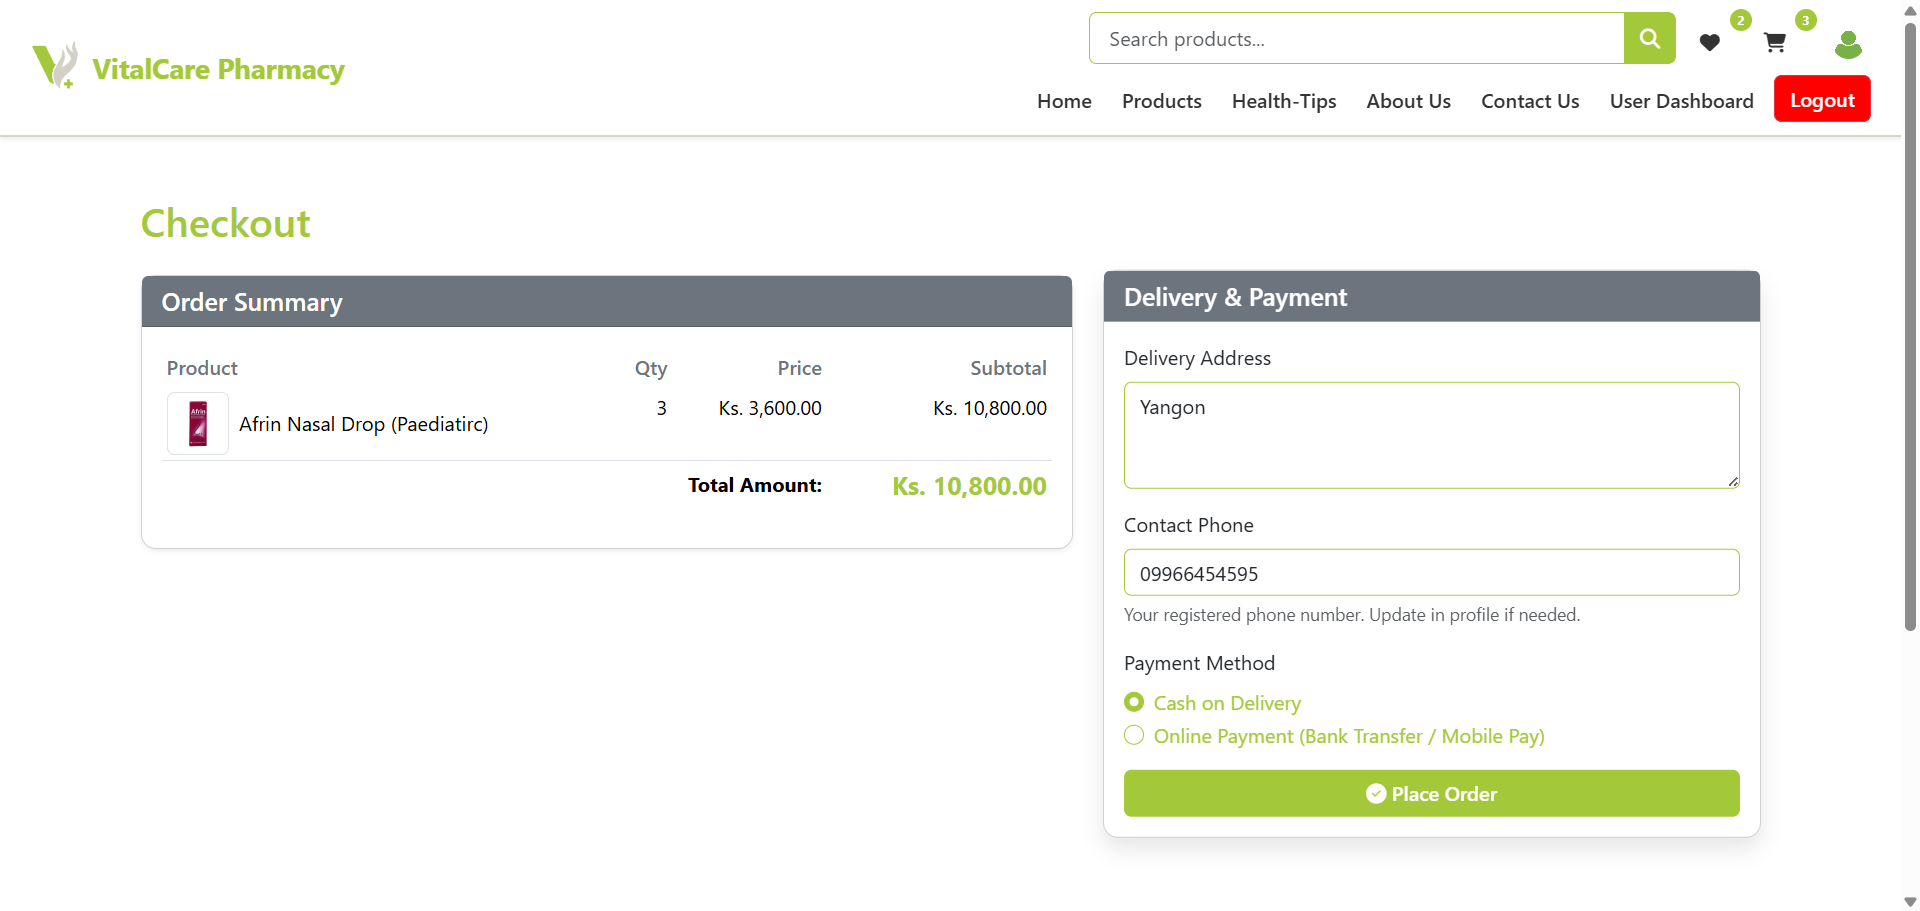 VitalCare Pharmacy
Search products...
2
3
Home Products Health-Tips About Us Contact Us User Dashboard Logout
Checkout
Order Summary
Product Qty Price Subtotal
Afrin
Afrin Nasal Drop (Paediatirc) 3 Ks. 3,600.00 Ks. 10,800.00
Total Amount: Ks. 10,800.00
Delivery & Payment
Delivery Address
Yangon
Contact Phone
09966454595
Your registered phone number. Update in profile if needed.
Payment Method
Cash on Delivery
Online Payment (Bank Transfer / Mobile Pay)
Place Order